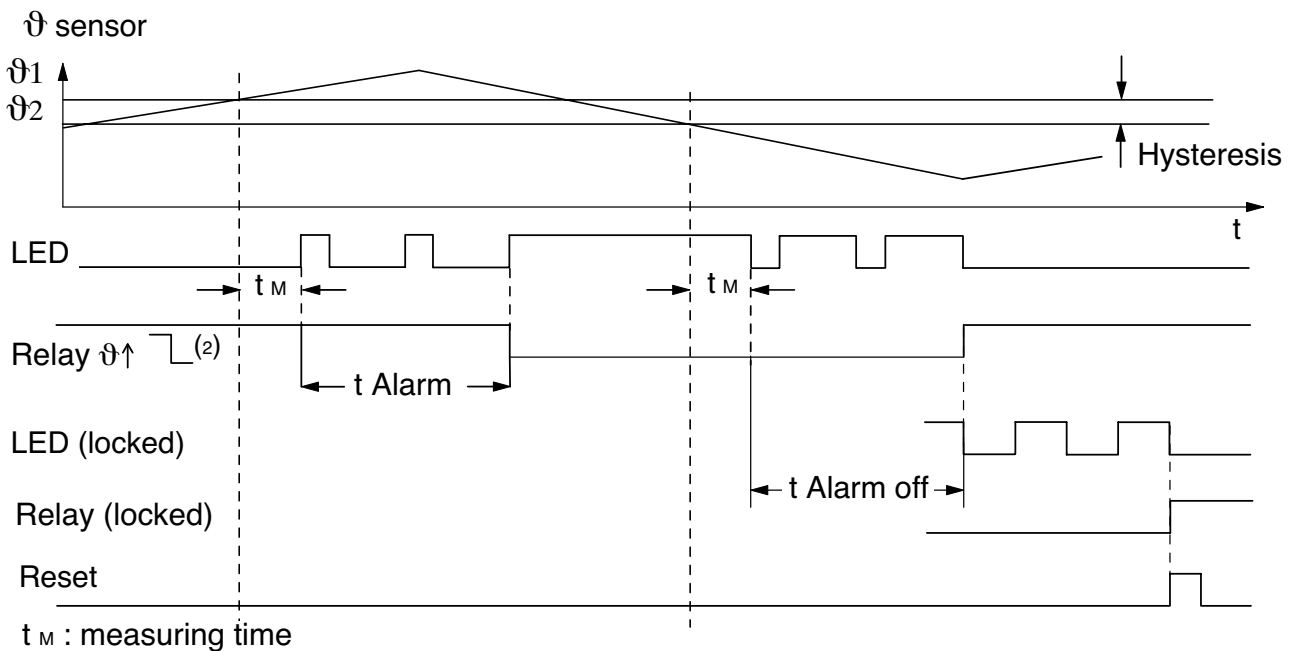 ϑ sensor
ϑ1
ϑ2
Hysteresis
t
LED
t M
t M
Relay ϑ↑ (2)
t Alarm
LED (locked)
t Alarm off
Relay (locked)
Reset
t M : measuring time